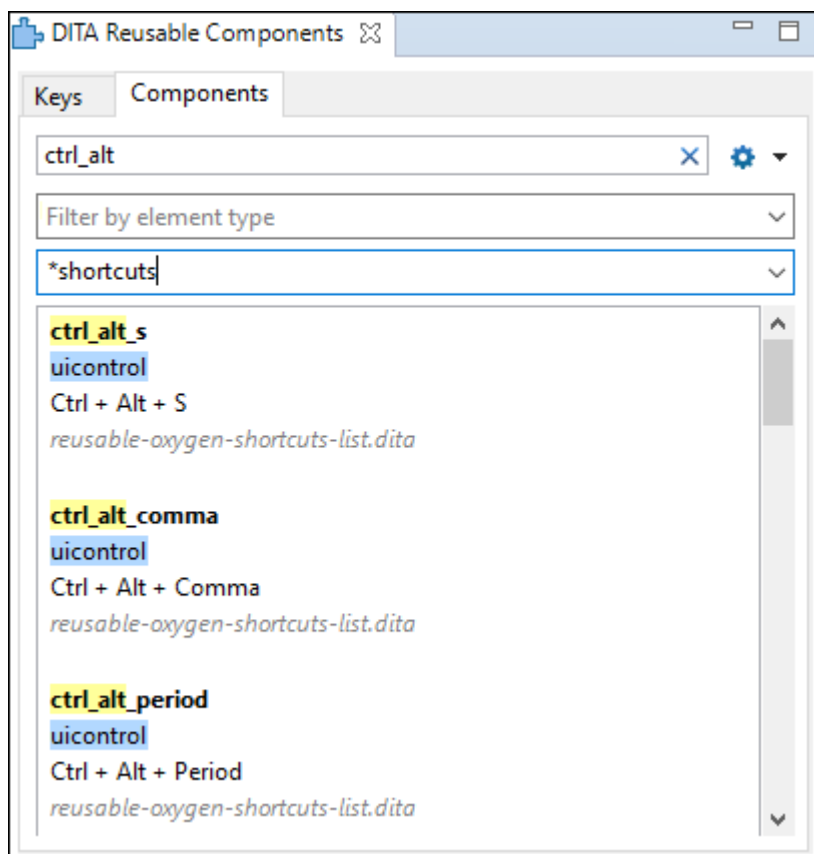 DITA Reusable Components
Keys
Components
ctrl_alt
Filter by element type
*shortcuts
ctrl_alt_s
uicontrol
Ctrl + Alt + S
reusable-oxygen-shortcuts-list.dita
ctrl_alt_comma
uicontrol
Ctrl + Alt + Comma
reusable-oxygen-shortcuts-list.dita
ctrl_alt_period
uicontrol
Ctrl + Alt + Period
reusable-oxygen-shortcuts-list.dita